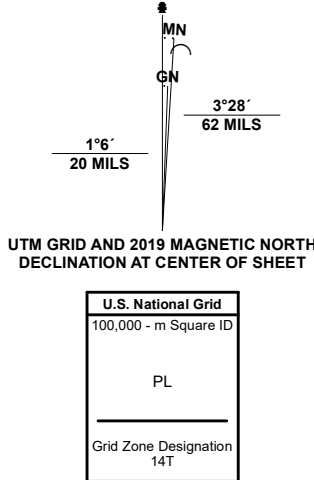 MN
GN
3°28´
62 MILS
1°6´
20 MILS
UTM GRID AND 2019 MAGNETIC NORTH
DECLINATION AT CENTER OF SHEET
U.S. National Grid
100,000 - m Square ID
PL
Grid Zone Designation
14T